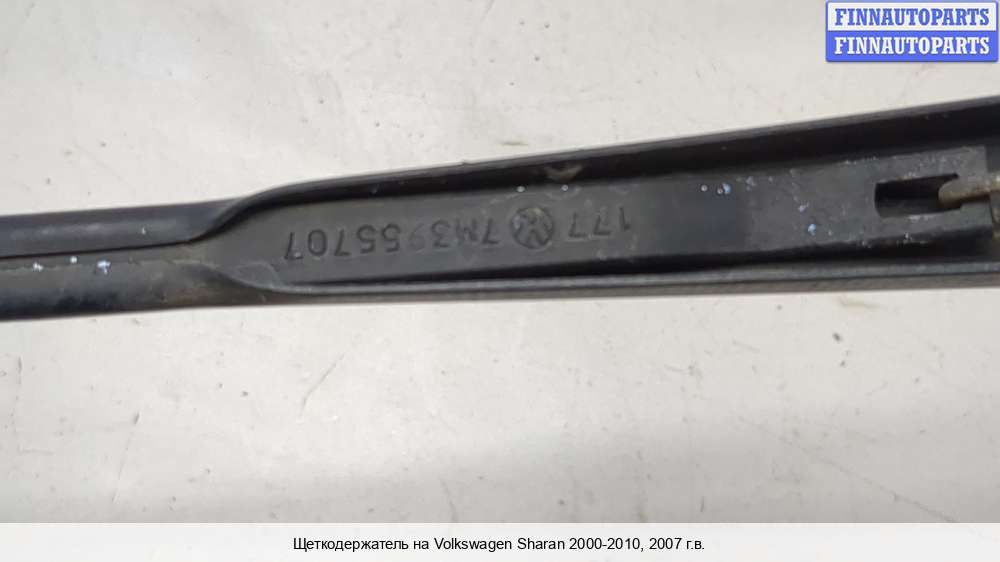 FINNAUTOPARTS
FINNAUTOPARTS
177 7M3955707
Щеткодержатель на Volkswagen Sharan 2000-2010, 2007 г.в.